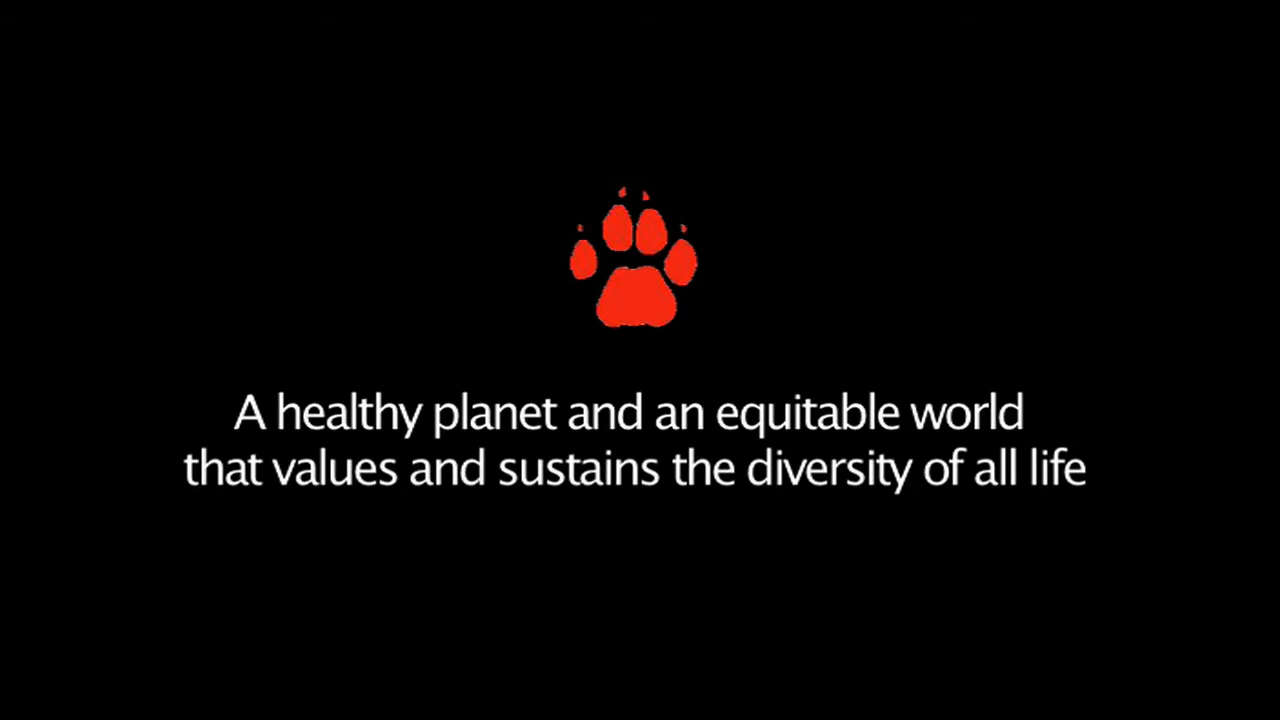 A healthy planet and an equitable world
that values and sustains the diversity of all life